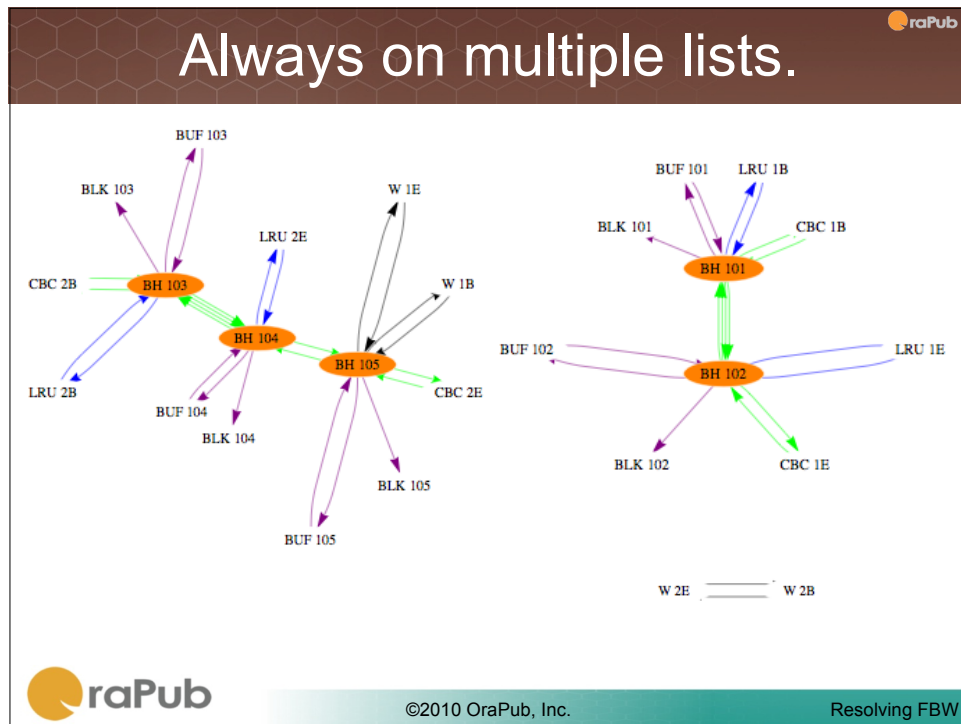 raPub
Always on multiple lists.
BUF 103
BLK 103
W 1E
LRU 2E
CBC 2B
BH 103
W 1B
BH 104
BH 105
LRU 2B
CBC 2E
BUF 104
BLK 104
BLK 105
BUF 105
BUF 101
LRU 1B
BLK 101
CBC 1B
BH 101
BUF 102
LRU 1E
BH 102
BLK 102
CBC 1E
W 2E
W 2B
raPub
©2010 OraPub, Inc.
Resolving FBW